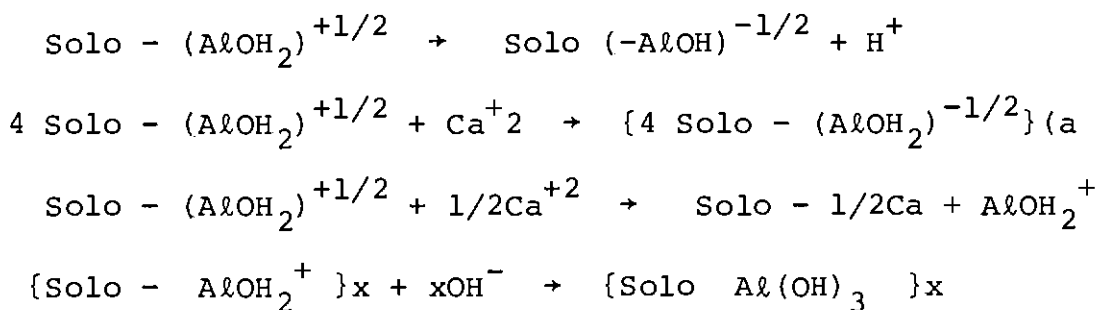 Solo - (AℓOH₂)⁺¹/² → Solo (-AℓOH)⁻¹/² + H⁺
4 Solo - (AℓOH₂)⁺¹/² + Ca⁺2 → {4 Solo - (AℓOH₂)⁻¹/²}(a
Solo - (AℓOH₂)⁺¹/² + 1/2Ca⁺² → Solo - 1/2Ca + AℓOH₂⁺
{Solo - AℓOH₂⁺ }x + xOH⁻ → {Solo Aℓ(OH)₃ }x